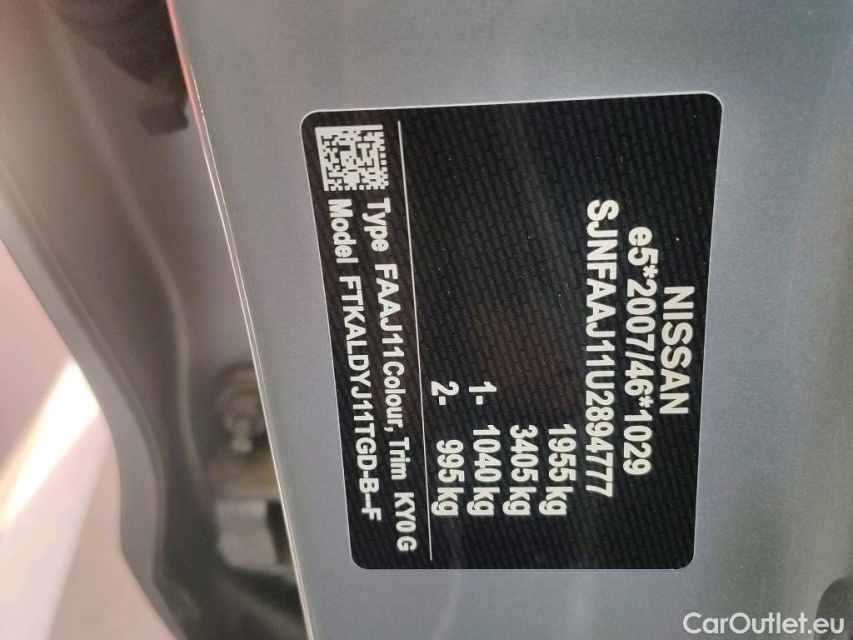 NISSAN
e5*2007/46*1029
SJNFAAJ11U2894777
1955 kg
3405 kg
1- 1040 kg
2- 995 kg
Type FAAJ11 Colour, Trim KY0 G
Model FTKALDYJ11TGD-B--F
CarOutlet.eu